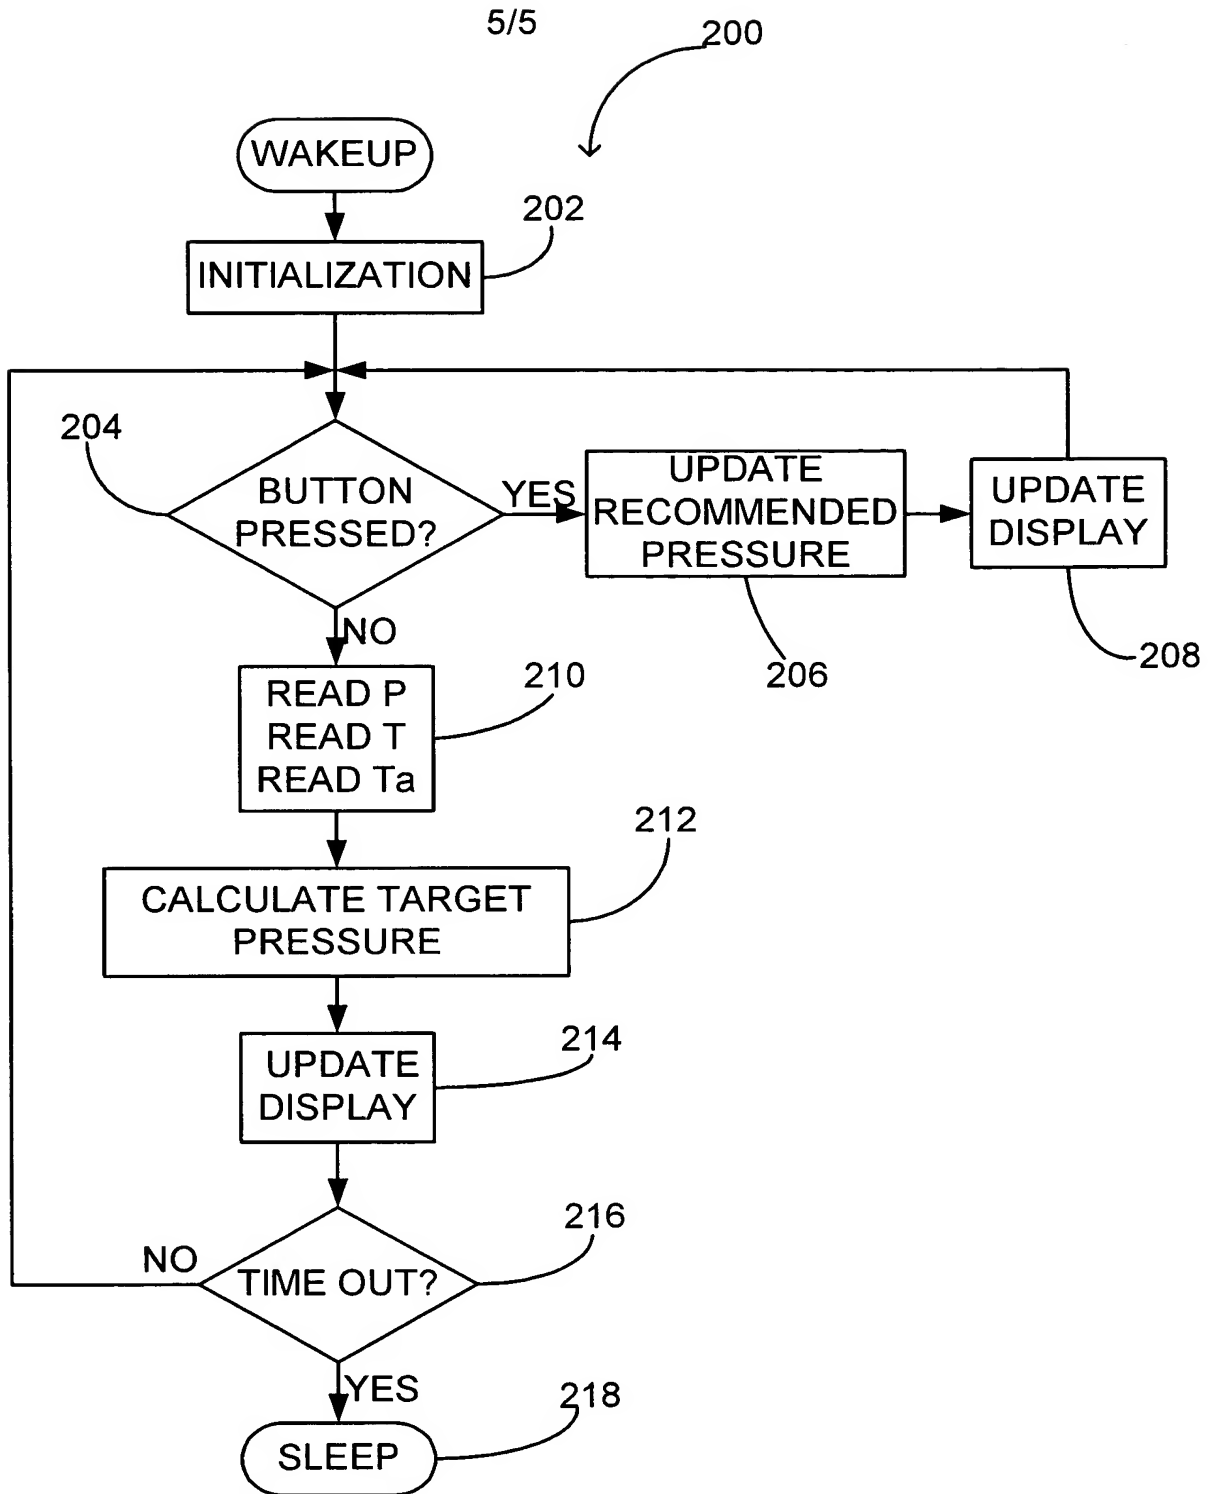 5/5
200
WAKEUP
202
INITIALIZATION
204
BUTTON
PRESSED?
YES
UPDATE
RECOMMENDED
PRESSURE
UPDATE
DISPLAY
206
208
NO
READ P
READ T
READ Ta
210
212
CALCULATE TARGET
PRESSURE
214
UPDATE
DISPLAY
216
NO
TIME OUT?
YES
218
SLEEP